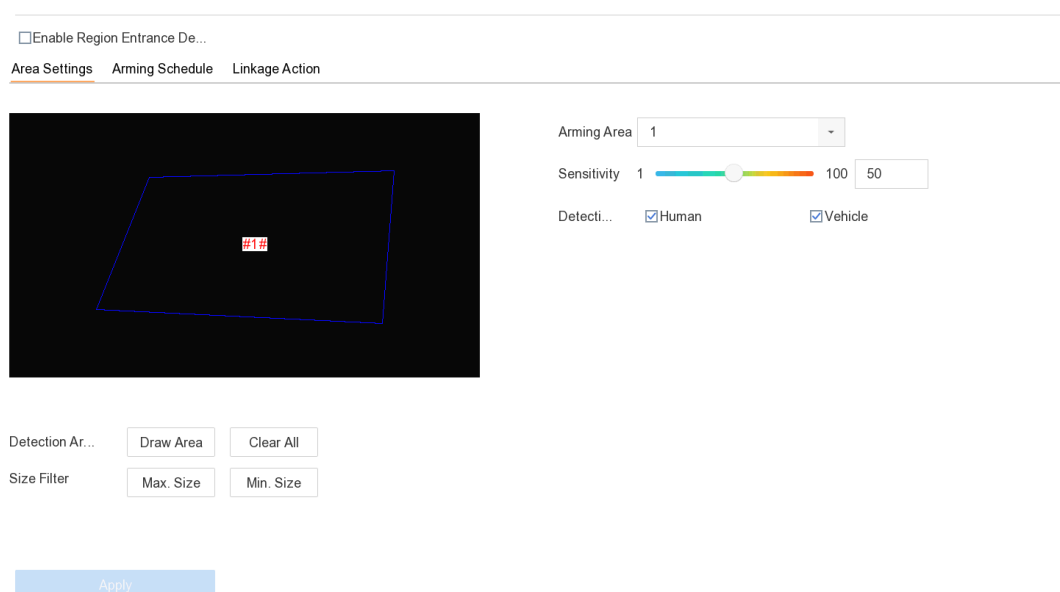 Enable Region Entrance De...
Area Settings Arming Schedule Linkage Action
Arming Area 1
Sensitivity 1 100 50
Detecti... Human Vehicle
#1#
Detection Ar... Draw Area Clear All
Size Filter Max. Size Min. Size
Apply